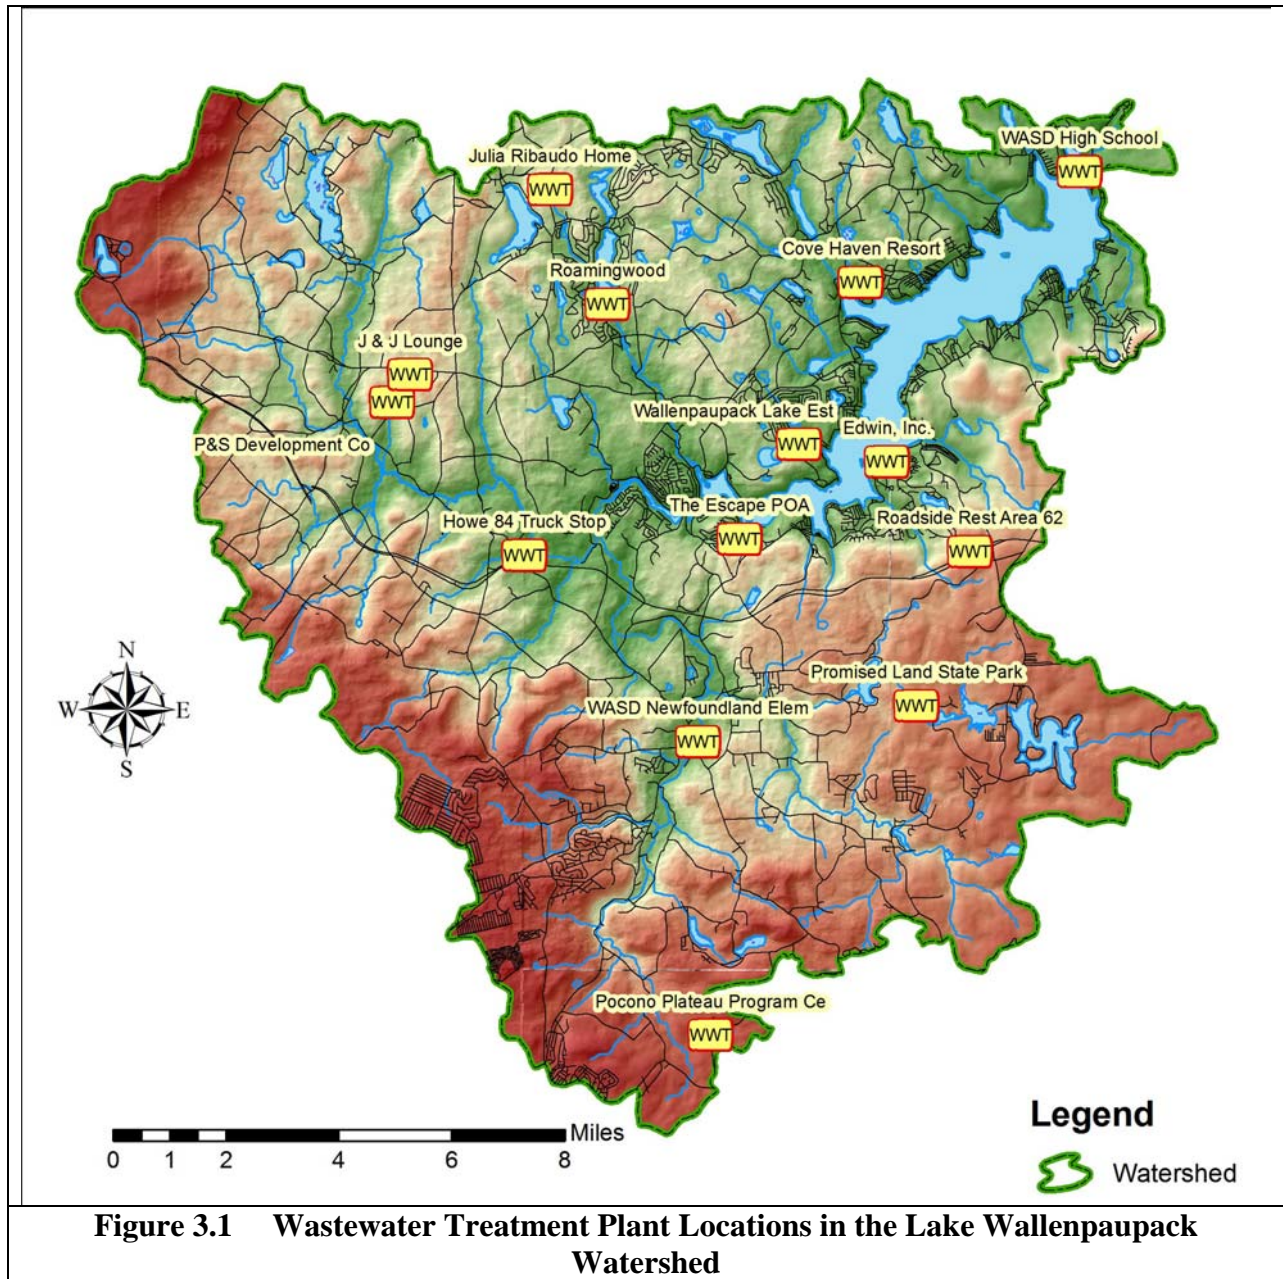 WASD High School
WWT
Julia Ribaudo Home
WWT
Cove Haven Resort
WWT
Roamingwood
WWT
J & J Lounge
WWT
WWT
P&S Development Co
Wallenpaupack Lake Est
WWT
Edwin, Inc.
WWT
The Escape POA
WWT
Roadside Rest Area 62
WWT
Howe 84 Truck Stop
WWT
N
W
E
S
Promised Land State Park
WWT
WASD Newfoundland Elem
WWT
Pocono Plateau Program Ce
WWT
Miles
0 1 2 4 6 8
Legend
Watershed
Figure 3.1 Wastewater Treatment Plant Locations in the Lake Wallenpaupack
Watershed